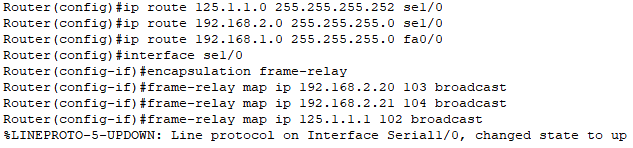 Router(config)#ip route 125.1.1.0 255.255.255.252 se1/0
Router(config)#ip route 192.168.2.0 255.255.255.0 se1/0
Router(config)#ip route 192.168.1.0 255.255.255.0 fa0/0
Router(config)#interface se1/0
Router(config-if)#encapsulation frame-relay
Router(config-if)#frame-relay map ip 192.168.2.20 103 broadcast
Router(config-if)#frame-relay map ip 192.168.2.21 104 broadcast
Router(config-if)#frame-relay map ip 125.1.1.1 102 broadcast
%LINEPROTO-5-UPDOWN: Line protocol on Interface Serial1/0, changed state to up